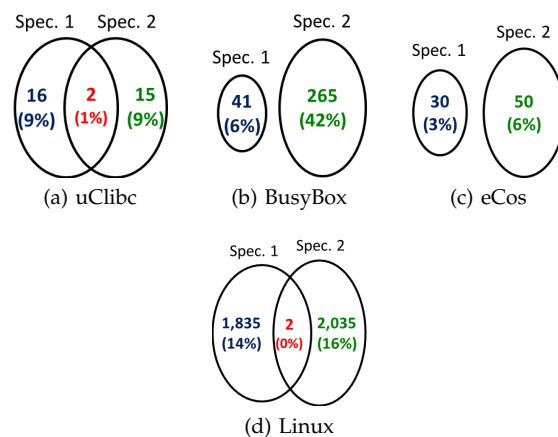 Spec. 1 Spec. 2
16 2 15
(9%) (1%) (9%)
(a) uClibc
Spec. 1 Spec. 2
41 265
(6%) (42%)
(b) BusyBox
Spec. 1 Spec. 2
30 50
(3%) (6%)
(c) eCos
Spec. 1 Spec. 2
1,835 2 2,035
(14%) (0%) (16%)
(d) Linux